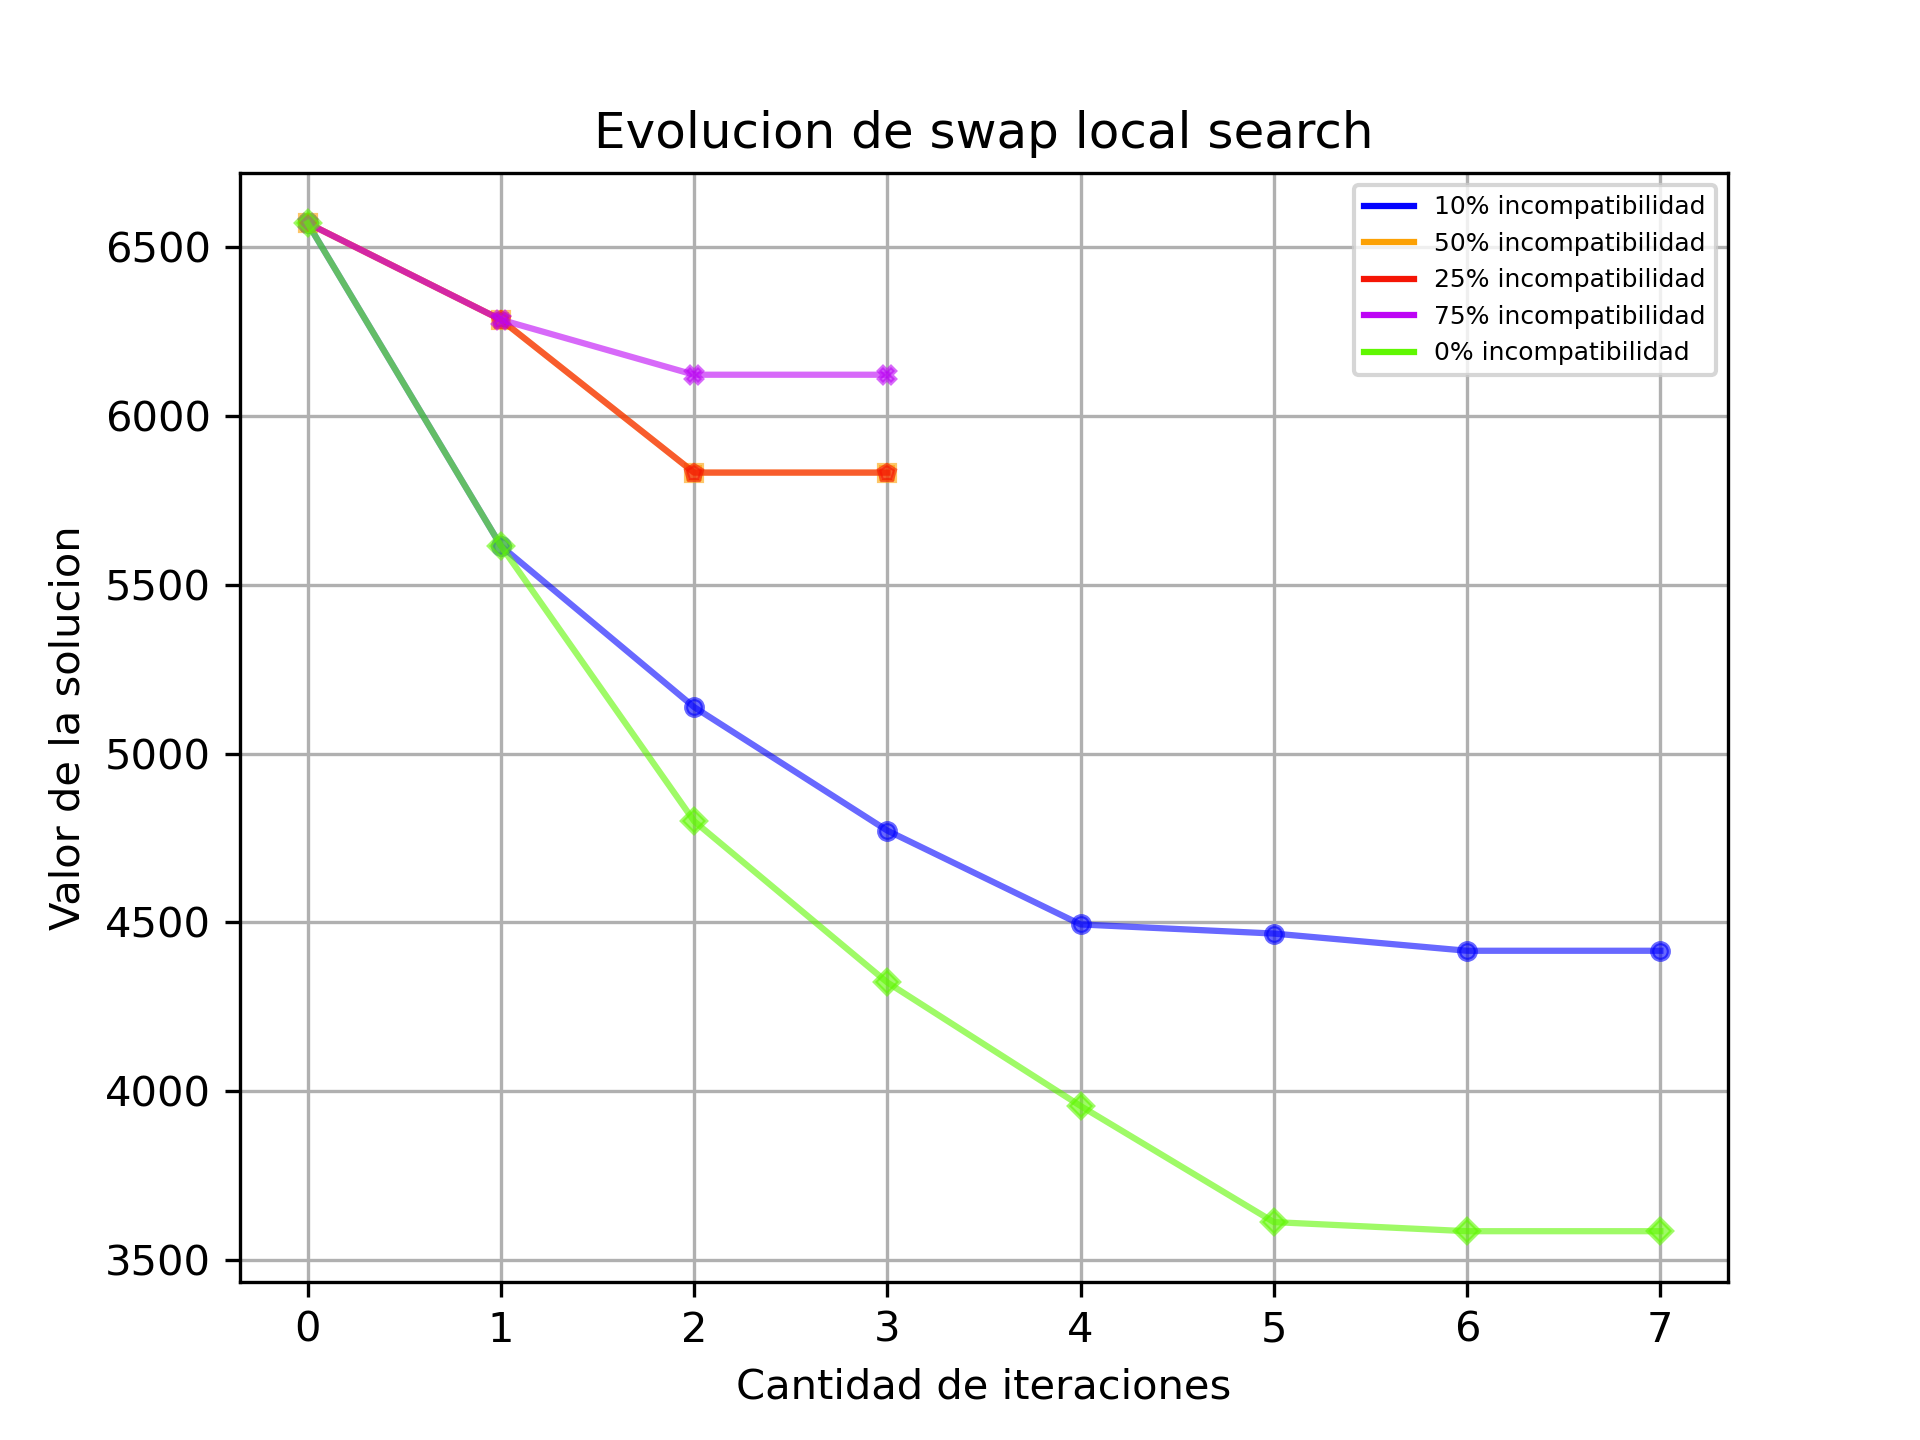 Evolucion de swap local search
10% incompatibilidad
50% incompatibilidad
25% incompatibilidad
75% incompatibilidad
0% incompatibilidad
Valor de la solucion
6500
6000
5500
5000
4500
4000
3500
0 1 2 3 4 5 6 7
Cantidad de iteraciones